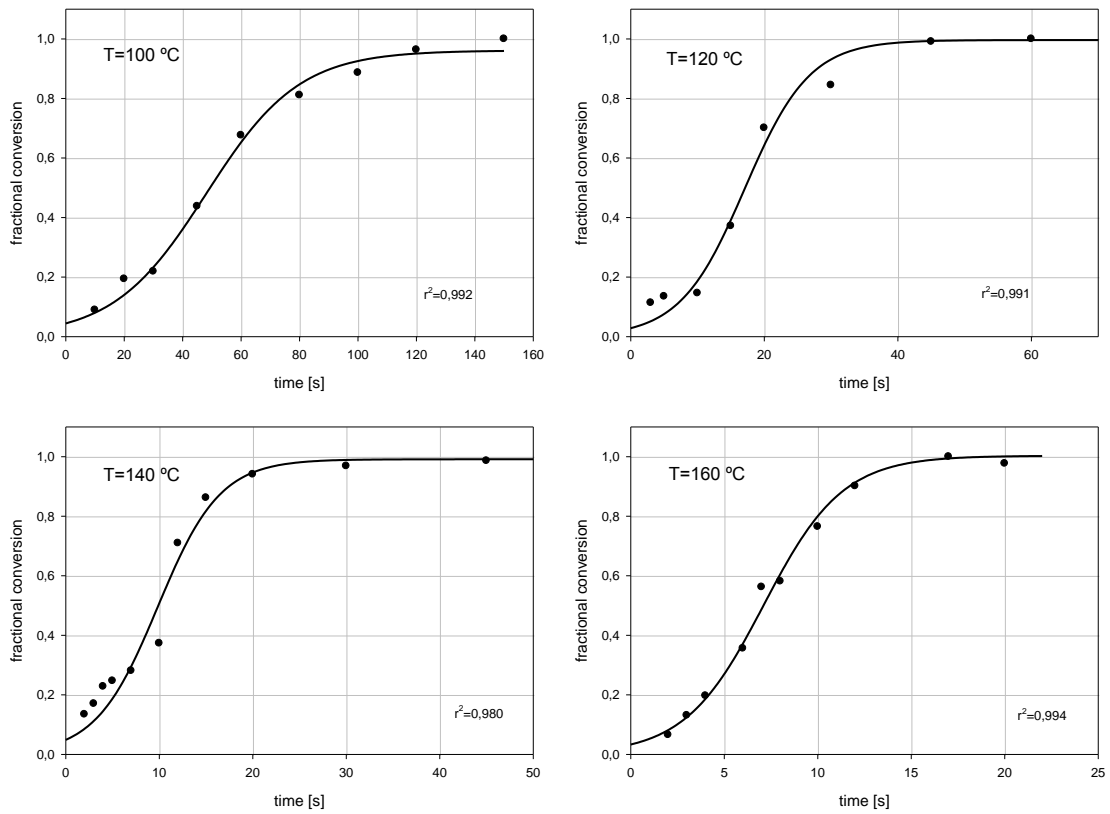 T=100 ºC
fractional conversion
1,0
0,8
0,6
0,4
0,2
0,0
r²=0,992
0 20 40 60 80 100 120 140 160
time [s]
T=120 ºC
fractional conversion
1,0
0,8
0,6
0,4
0,2
0,0
r²=0,991
0 20 40 60
time [s]
T=140 ºC
fractional conversion
1,0
0,8
0,6
0,4
0,2
0,0
r²=0,980
0 10 20 30 40 50
time [s]
T=160 ºC
fractional conversion
1,0
0,8
0,6
0,4
0,2
0,0
r²=0,994
0 5 10 15 20 25
time [s]